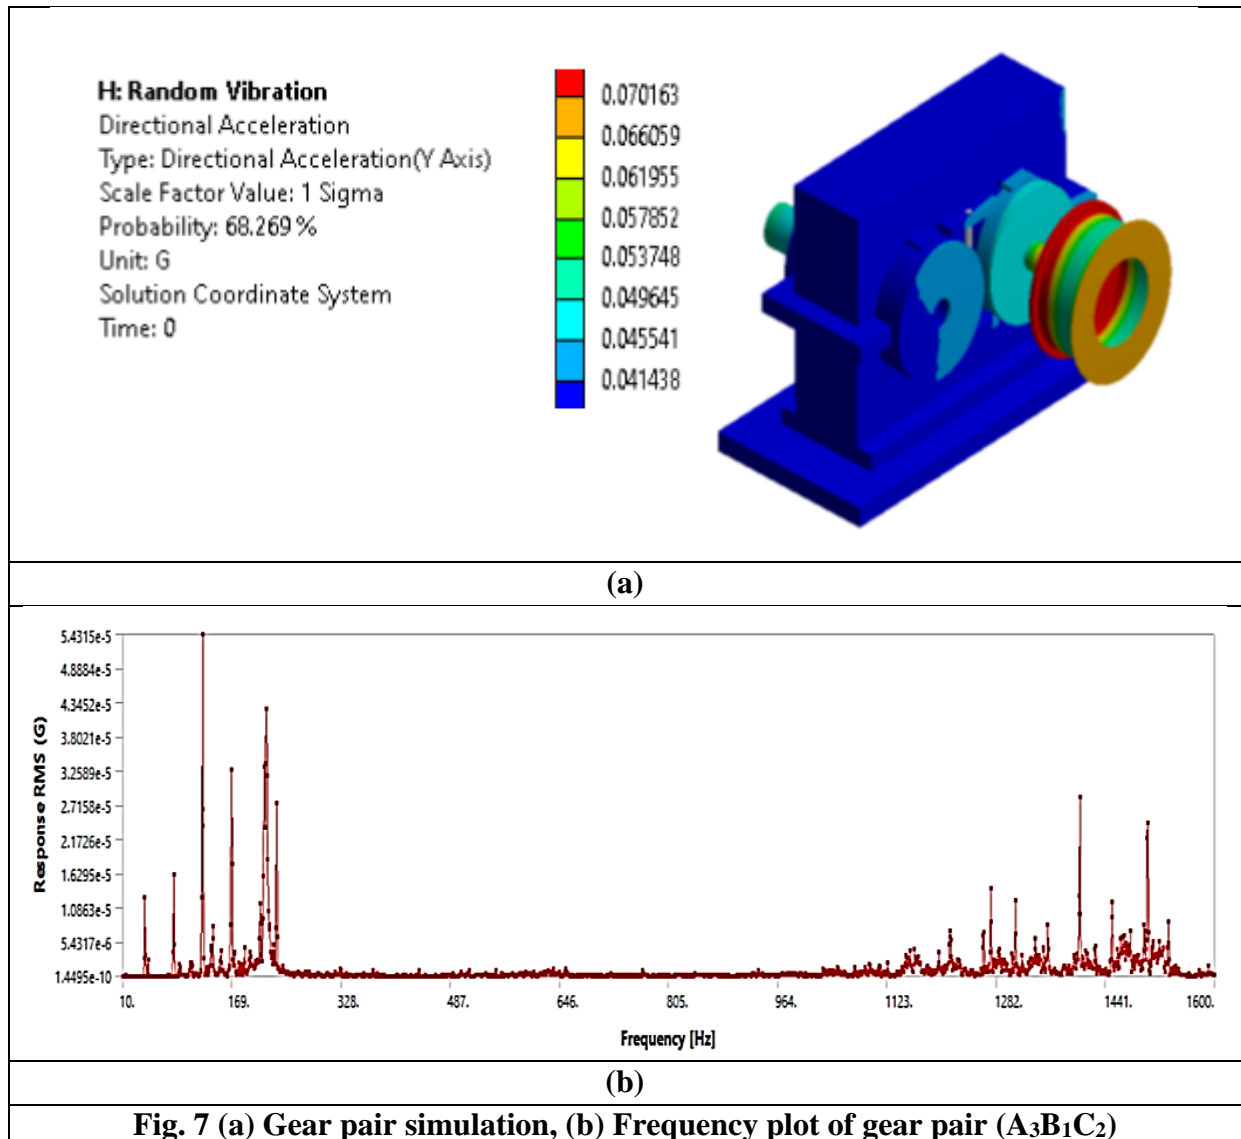 H: Random Vibration
Directional Acceleration
Type: Directional Acceleration(Y Axis)
Scale Factor Value: 1 Sigma
Probability: 68.269 %
Unit: G
Solution Coordinate System
Time: 0
0.070163
0.066059
0.061955
0.057852
0.053748
0.049645
0.045541
0.041438
(a)
5.4315e-5
4.8884e-5
4.3452e-5
3.8021e-5
3.2589e-5
2.7158e-5
2.1726e-5
1.6295e-5
1.0863e-5
5.4317e-6
1.4495e-10
Response RMS (G)
10. 169. 328. 487. 646. 805. 964. 1123. 1282. 1441. 1600.
Frequency [Hz]
(b)
Fig. 7 (a) Gear pair simulation, (b) Frequency plot of gear pair (A₃B₁C₂)